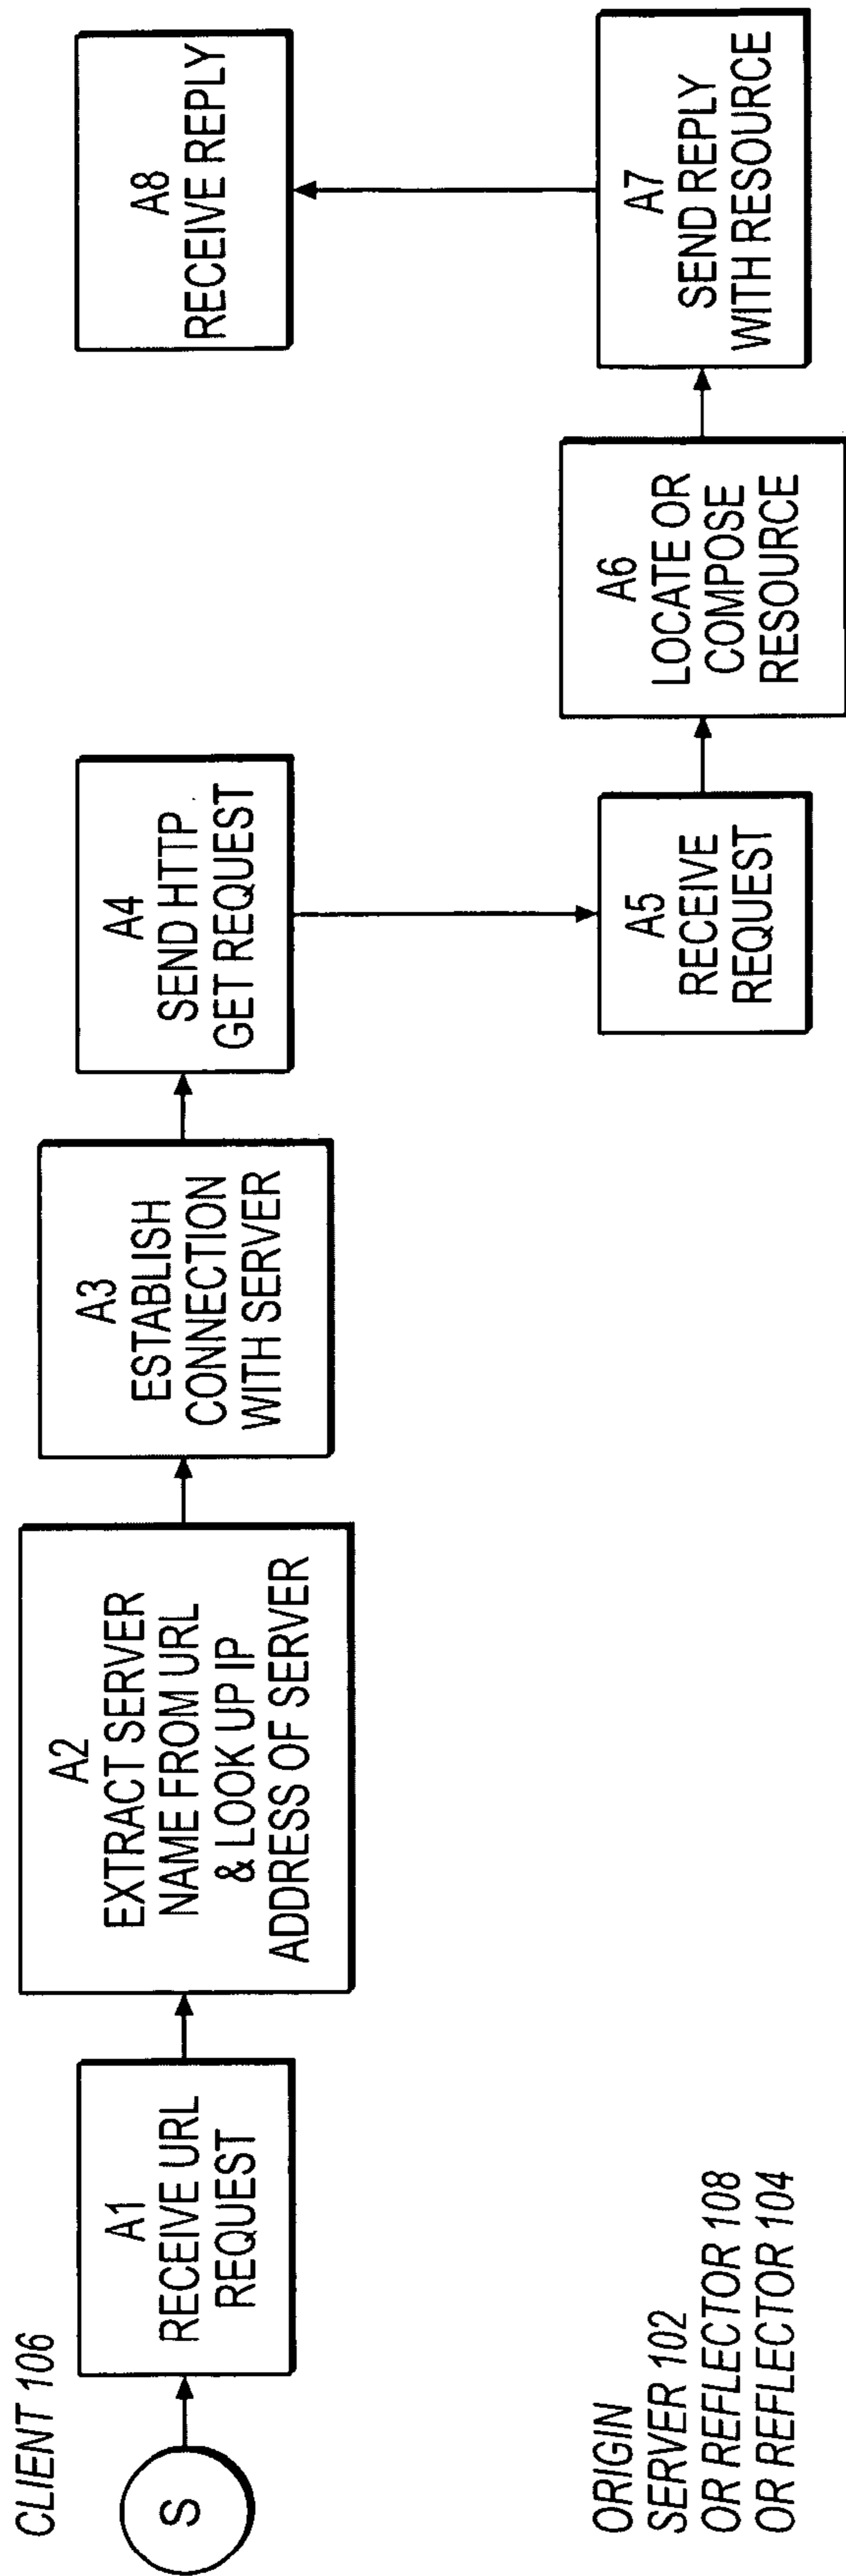 CLIENT 106
S
A1
RECEIVE URL
REQUEST
A2
EXTRACT SERVER
NAME FROM URL
& LOOK UP IP
ADDRESS OF SERVER
A3
ESTABLISH
CONNECTION
WITH SERVER
A4
SEND HTTP
GET REQUEST
A8
RECEIVE REPLY
ORIGIN
SERVER 102
OR REFLECTOR 108
OR REFLECTOR 104
A5
RECEIVE
REQUEST
A6
LOCATE OR
COMPOSE
RESOURCE
A7
SEND REPLY
WITH RESOURCE